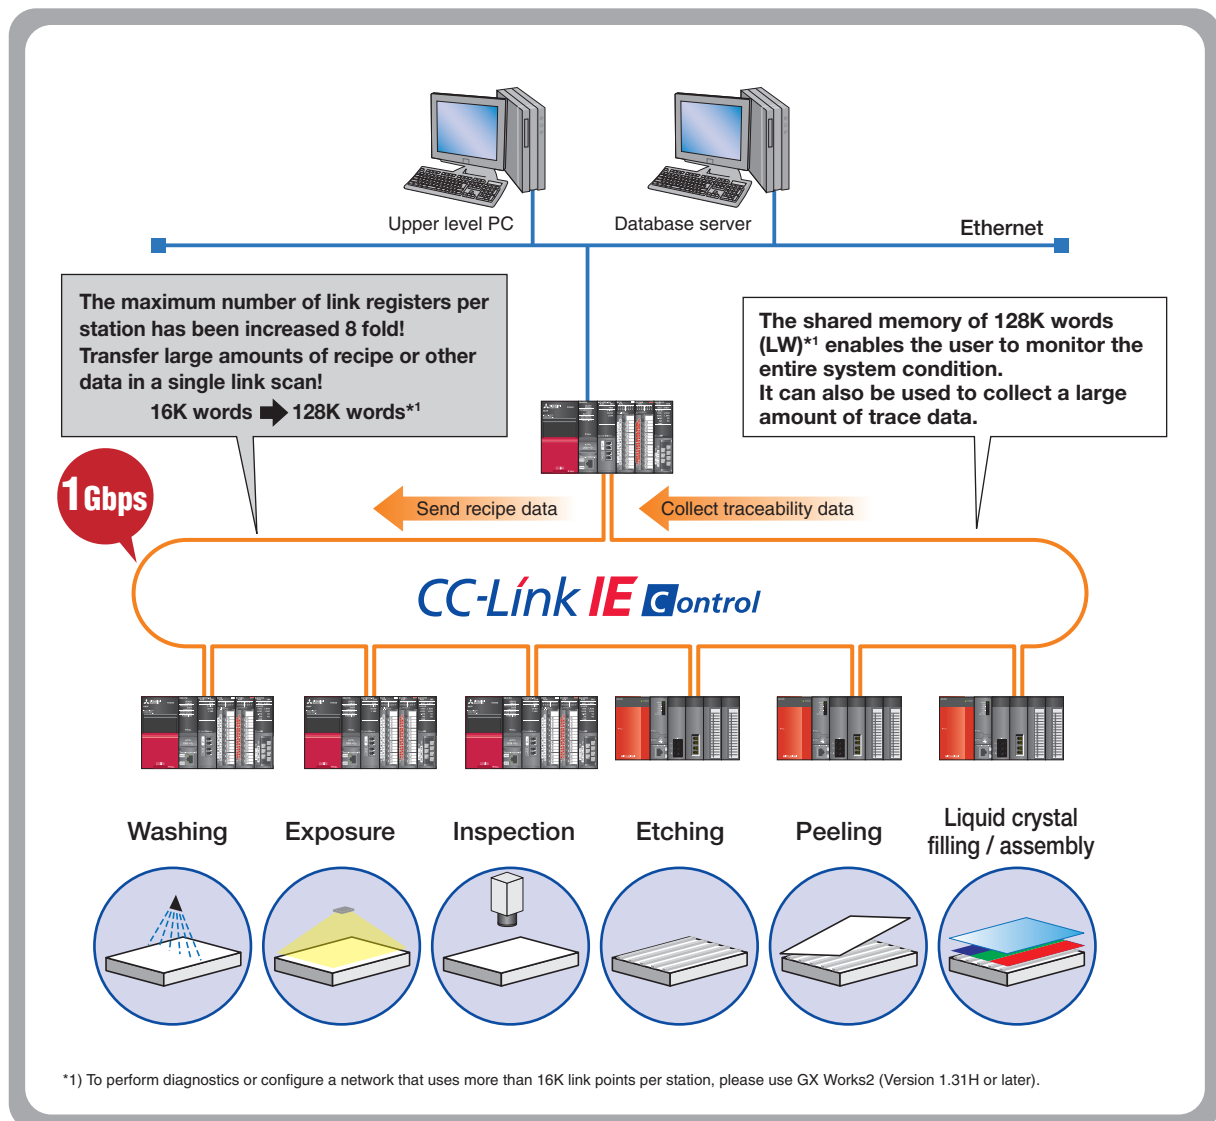 Upper level PC
Database server
Ethernet
The maximum number of link registers per
station has been increased 8 fold!
Transfer large amounts of recipe or other
data in a single link scan!
16K words ➡ 128K words*1
The shared memory of 128K words
(LW)*1 enables the user to monitor the
entire system condition.
It can also be used to collect a large
amount of trace data.
1Gbps
Send recipe data
Collect traceability data
CC-Link IE Control
Washing
Exposure
Inspection
Etching
Peeling
Liquid crystal
filling / assembly
*1) To perform diagnostics or configure a network that uses more than 16K link points per station, please use GX Works2 (Version 1.31H or later).